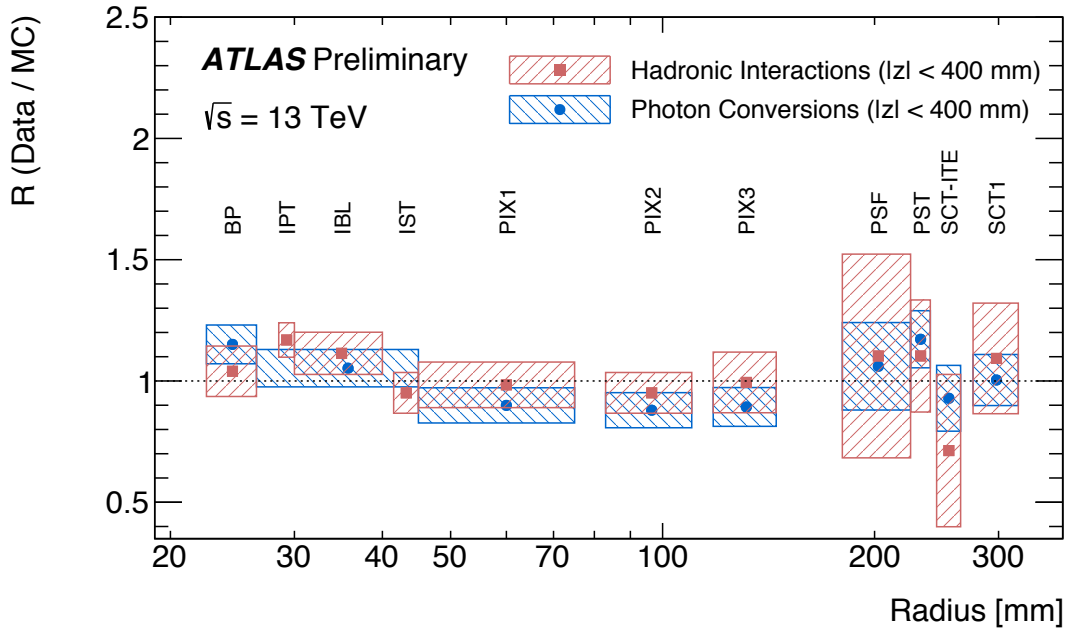 R (Data / MC)
2.5
2
1.5
1
0.5
ATLAS Preliminary
√s = 13 TeV
Hadronic Interactions (|z| < 400 mm)
Photon Conversions (|z| < 400 mm)
BP
IPT
IBL
IST
PIX1
PIX2
PIX3
PSF
PST
SCT-ITE
SCT1
20 30 40 50 70 100 200 300
Radius [mm]